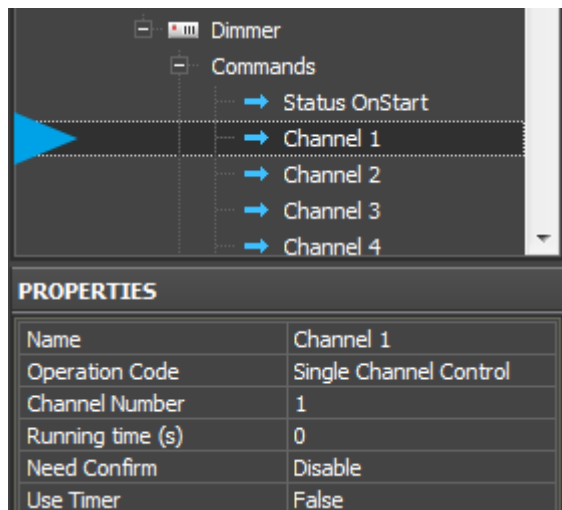 Dimmer
Commands
Status OnStart
Channel 1
Channel 2
Channel 3
Channel 4
PROPERTIES
Name Channel 1
Operation Code Single Channel Control
Channel Number 1
Running time (s) 0
Need Confirm Disable
Use Timer False